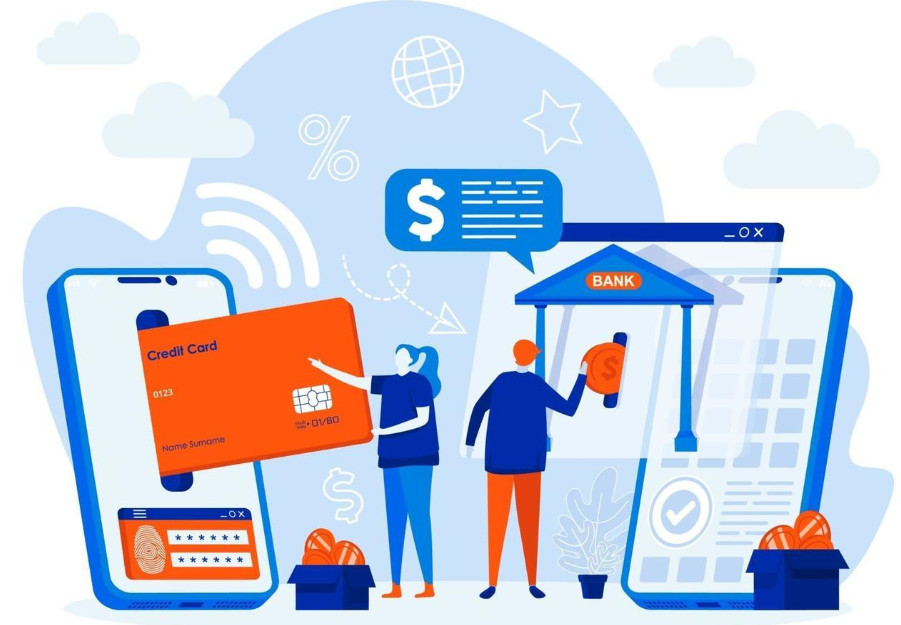 %
$
BANK
$
Credit Card
0123
01/80
Name Surname
$
******
******